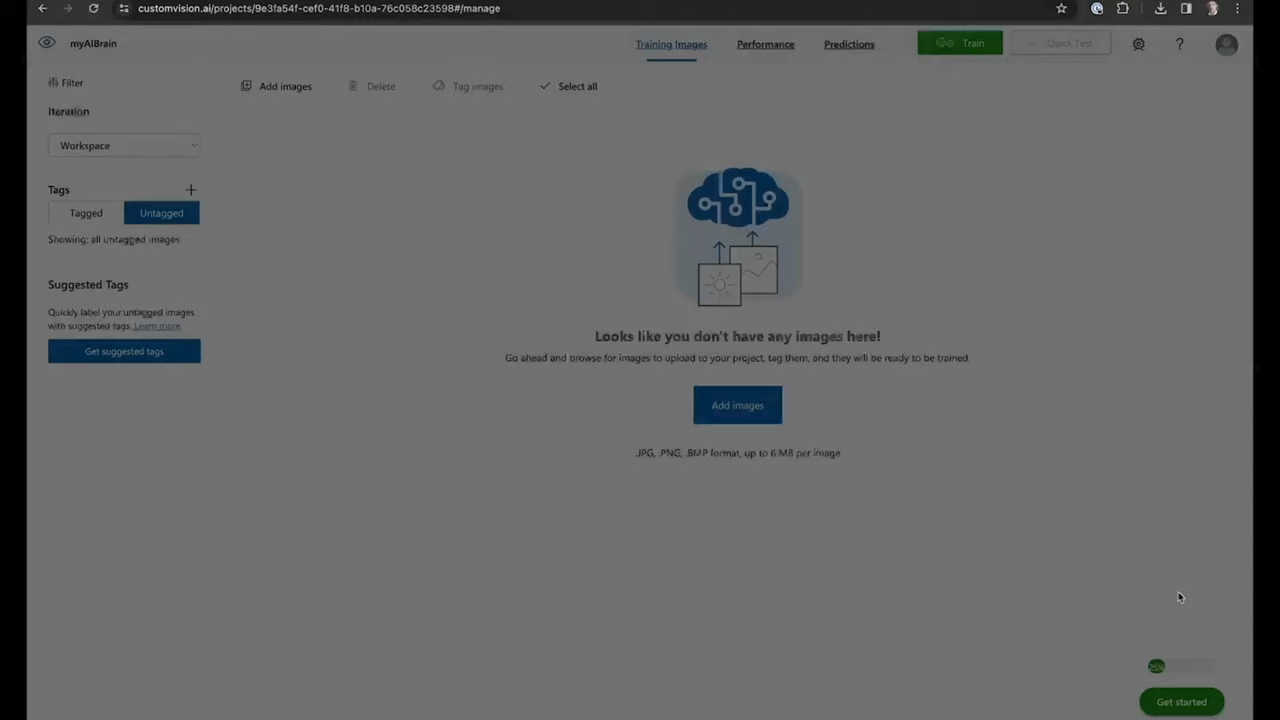 customvision.ai/projects/9e3fa54f-cef0-41f8-b10a-76c058c23598#/manage
myAIBrain
Training Images
Performance
Predictions
Train
Quick Test
Filter
Add images
Delete
Tag images
Select all
Iteration
Workspace
Tags
Tagged
Untagged
Showing: all untagged images
Suggested Tags
Quickly label your untagged images
with suggested tags. Learn more.
Get suggested tags
Looks like you don't have any images here!
Go ahead and browse for images to upload to your project, tag them, and they will be ready to be trained.
Add images
.JPG, .PNG, .BMP format, up to 6 MB per image
Get started